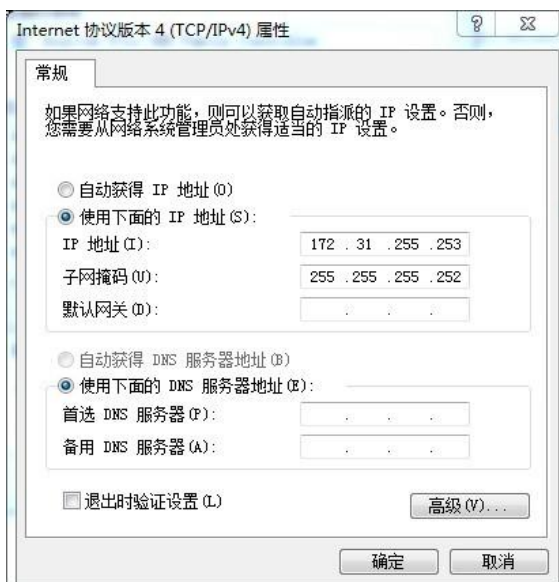 Internet 协议版本 4 (TCP/IPv4) 属性
常规
如果网络支持此功能，则可以获取自动指派的 IP 设置。否则，
您需要从网络系统管理员处获得适当的 IP 设置。
自动获得 IP 地址(O)
使用下面的 IP 地址(S):
IP 地址(I): 172 . 31 .255 .253
子网掩码(U): 255 .255 .255 .252
默认网关(D): . . .
自动获得 DNS 服务器地址(B)
使用下面的 DNS 服务器地址(E):
首选 DNS 服务器(P): . . .
备用 DNS 服务器(A): . . .
退出时验证设置(L)
高级(V)...
确定 取消